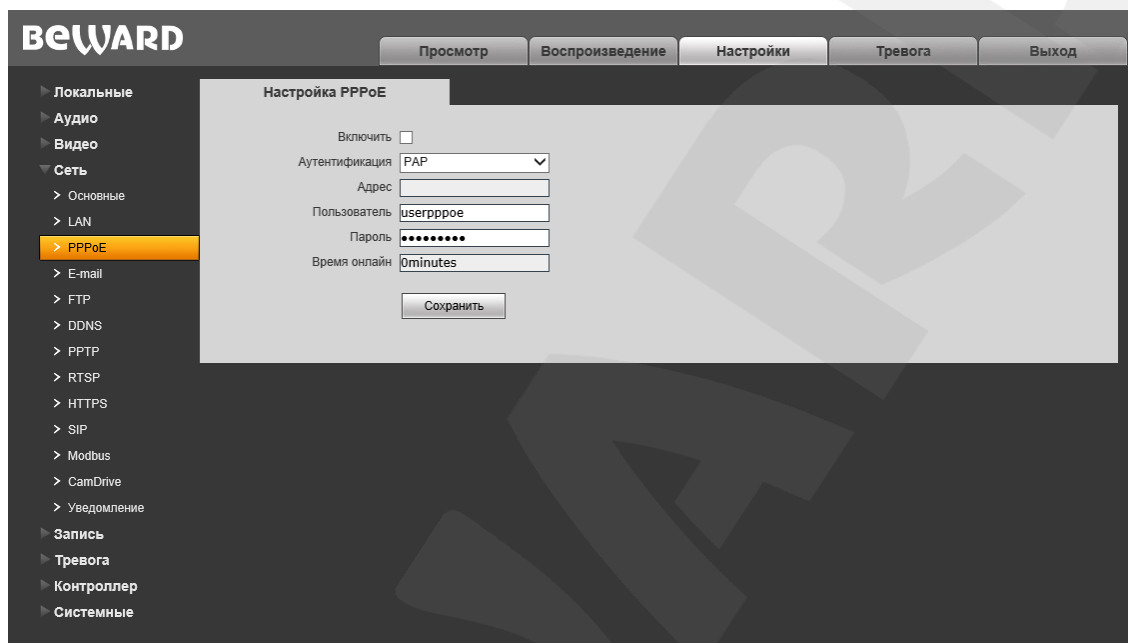 BEWARD
Просмотр
Воспроизведение
Настройки
Тревога
Выход
Локальные
Аудио
Видео
Сеть
Основные
LAN
PPPoE
E-mail
FTP
DDNS
PPTP
RTSP
HTTPS
SIP
Modbus
CamDrive
Уведомление
Запись
Тревога
Контроллер
Системные
Настройка PPPoE
Включить
Аутентификация PAP
Адрес
Пользователь userpppoe
Пароль •••••••••
Время онлайн 0minutes
Сохранить